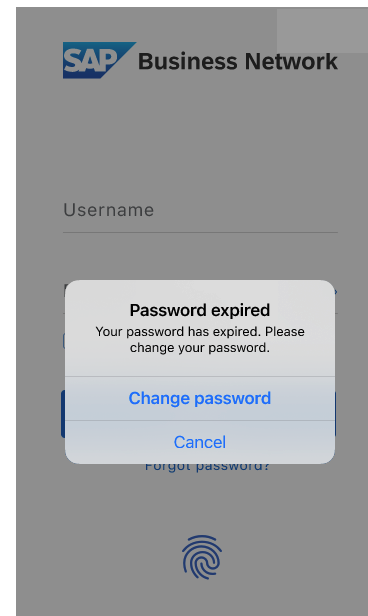 SAP Business Network
Username
Password expired
Your password has expired. Please
change your password.
Change password
Cancel
Forgot password?